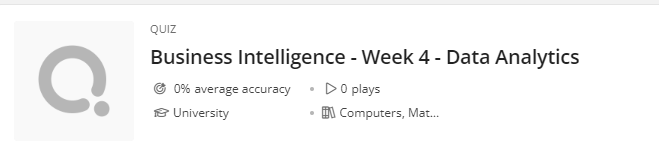 QUIZ
Business Intelligence - Week 4 - Data Analytics
0% average accuracy • 0 plays
University • Computers, Mat...